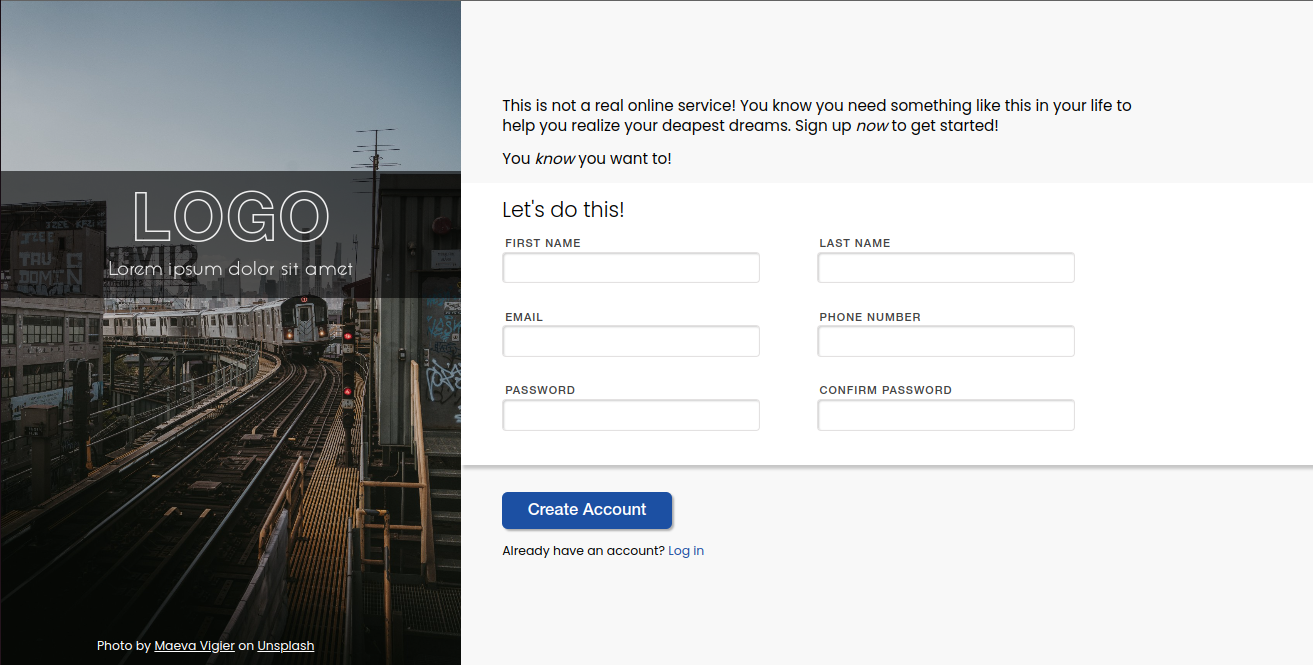 LOGO
Lorem ipsum dolor sit amet
Photo by Maeva Vigier on Unsplash
This is not a real online service! You know you need something like this in your life to
help you realize your deapest dreams. Sign up now to get started!
You know you want to!
Let's do this!
FIRST NAME
LAST NAME
EMAIL
PHONE NUMBER
PASSWORD
CONFIRM PASSWORD
Create Account
Already have an account? Log in